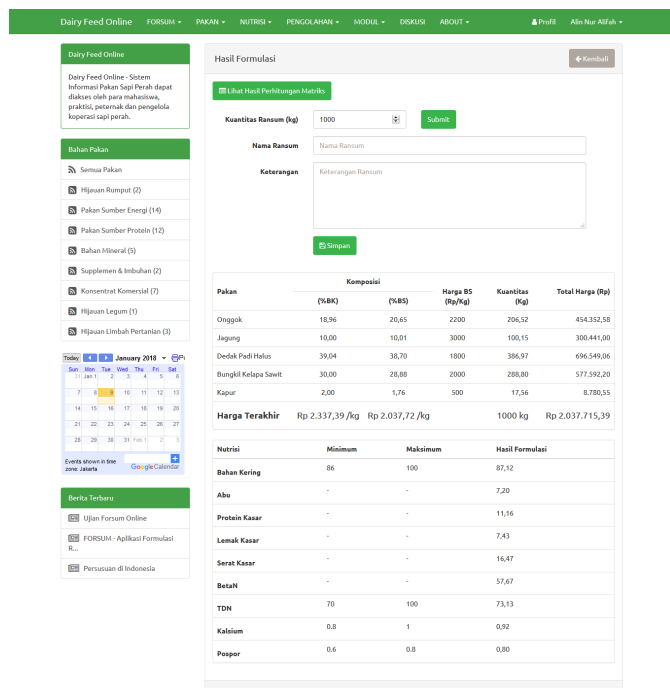 Dairy Feed Online FORSUM PAKAN NUTRISI PENGOLAHAN MODUL DISKUSI ABOUT Profil Alin Nur Alifah
Dairy Feed Online
Dairy Feed Online - Sistem
Informasi Pakan Sapi Perah dapat
diakses oleh para mahasiswa,
praktisi, peternak dan pengelola
koperasi sapi perah.
Bahan Pakan
Semua Pakan
Hijauan Rumput (2)
Pakan Sumber Energi (14)
Pakan Sumber Protein (12)
Bahan Mineral (5)
Supplemen & Imbuhan (2)
Konsentrat Komersial (7)
Hijauan Legum (1)
Hijauan Limbah Pertanian (3)
Today January 2018
Sun Mon Tue Wed Thu Fri Sat
31 Jan 1 2 3 4 5 6
7 8 9 10 11 12 13
14 15 16 17 18 19 20
21 22 23 24 25 26 27
28 29 30 31 Feb 1 2 3
Events shown in time
zone: Jakarta
Google Calendar
Berita Terbaru
Ujian Forsum Online
FORSUM - Aplikasi Formulasi
R...
Persusuan di Indonesia
Hasil Formulasi
Kembali
Lihat Hasil Perhitungan Matriks
Kuantitas Ransum (kg) 1000 Submit
Nama Ransum Nama Ransum
Keterangan Keterangan Ransum
Simpan
Pakan Komposisi Harga BS (Rp/Kg) Kuantitas (Kg) Total Harga (Rp)
(%BK) (%BS)
Onggok 18,96 20,65 2200 206,52 454.352,58
Jagung 10,00 10,01 3000 100,15 300.441,00
Dedak Padi Halus 39,04 38,70 1800 386,97 696.549,06
Bungkil Kelapa Sawit 30,00 28,88 2000 288,80 577.592,20
Kapur 2,00 1,76 500 17,56 8.780,55
Harga Terakhir Rp 2.337,39 /kg Rp 2.037,72 /kg 1000 kg Rp 2.037.715,39
Nutrisi Minimum Maksimum Hasil Formulasi
Bahan Kering 86 100 87,12
Abu - - 7,20
Protein Kasar - - 11,16
Lemak Kasar - - 7,43
Serat Kasar - - 16,47
BetaN - - 57,67
TDN 70 100 73,13
Kalsium 0.8 1 0,92
Pospor 0.6 0.8 0,80